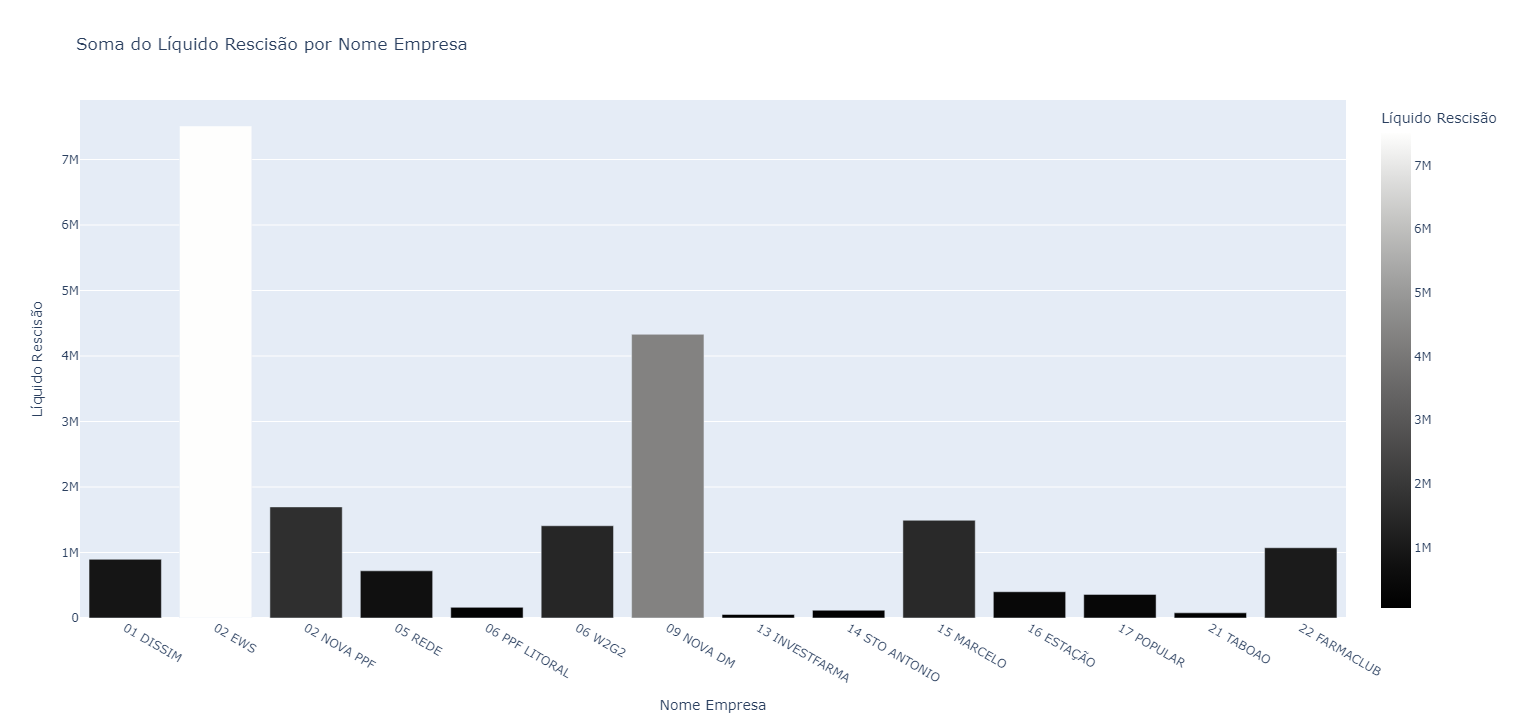 Soma do Líquido Rescisão por Nome Empresa
Líquido Rescisão
7M
6M
5M
4M
3M
2M
1M
0
01 DISSIM
02 EWS
02 NOVA PPF
05 REDE
06 PPF LITORAL
06 W2G2
09 NOVA DM
13 INVESTFARMA
14 STO ANTONIO
15 MARCELO
16 ESTAÇÃO
17 POPULAR
21 TABOAO
22 FARMACLUB
Nome Empresa
Líquido Rescisão
7M
6M
5M
4M
3M
2M
1M